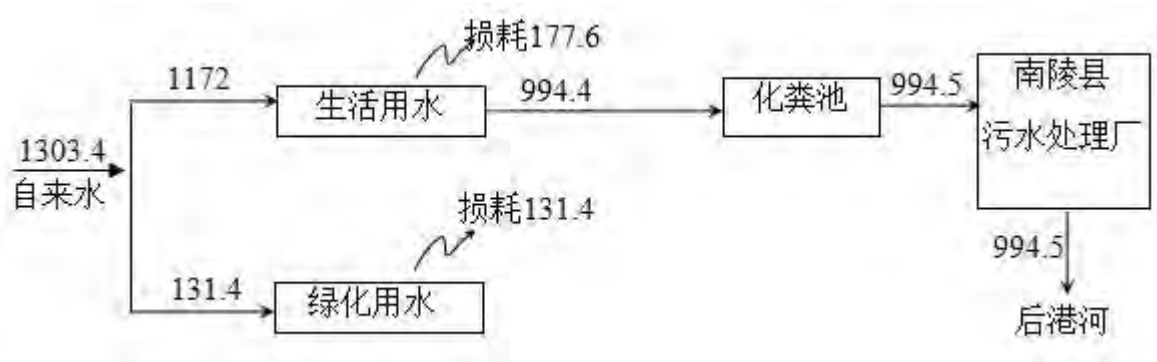 损耗177.6
1172
生活用水
994.4
化粪池
994.5
南陵县
污水处理厂
1303.4
自来水
损耗131.4
994.5
131.4
绿化用水
后港河